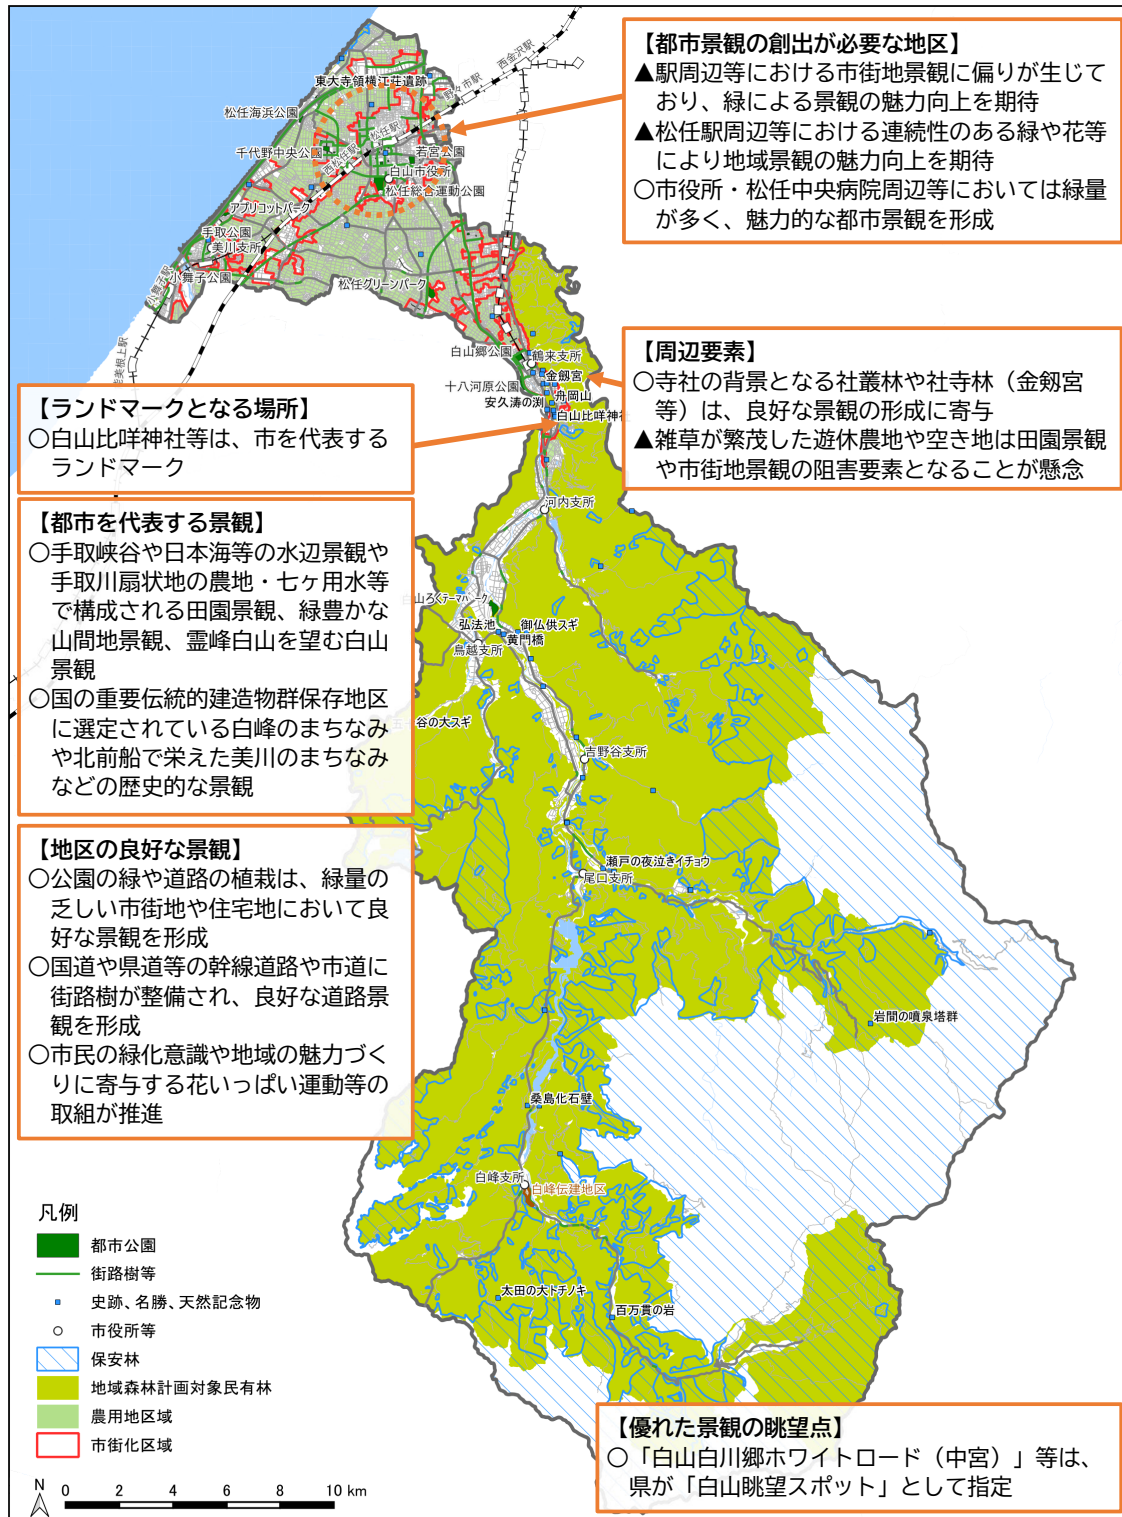 【都市景観の創出が必要な地区】
▲駅周辺等における市街地景観に偏りが生じて
おり、緑による景観の魅力向上を期待
▲松任駅周辺等における連続性のある緑や花等
により地域景観の魅力向上を期待
○市役所・松任中央病院周辺等においては緑量
が多く、魅力的な都市景観を形成
西金沢駅
野々市駅
東大寺領横江荘遺跡
松任海浜公園
松任駅
千代野中央公園
西松任駅
若宮公園
白山市役所
松任総合運動公園
アプリコットパーク
手取公園
美川支所
小舞子公園
小舞子駅
松任グリーンパーク
能美根上駅
白山郷公園
鶴来支所
金剱宮
十八河原公園
舟岡山
安久涛の渕
白山比咩神社
【周辺要素】
○寺社の背景となる社叢林や社寺林（金剱宮
等）は、良好な景観の形成に寄与
▲雑草が繁茂した遊休農地や空き地は田園景観
や市街地景観の阻害要素となることが懸念
【ランドマークとなる場所】
○白山比咩神社等は、市を代表する
ランドマーク
【都市を代表する景観】
○手取峡谷や日本海等の水辺景観や
手取川扇状地の農地・七ヶ用水等
で構成される田園景観、緑豊かな
山間地景観、霊峰白山を望む白山
景観
○国の重要伝統的建造物群保存地区
に選定されている白峰のまちなみ
や北前船で栄えた美川のまちなみ
などの歴史的な景観
河内支所
白山ろくテーマパーク
弘法池
御仏供スギ
黄門橋
鳥越支所
谷の大スギ
吉野谷支所
【地区の良好な景観】
○公園の緑や道路の植栽は、緑量の
乏しい市街地や住宅地において良
好な景観を形成
○国道や県道等の幹線道路や市道に
街路樹が整備され、良好な道路景
観を形成
○市民の緑化意識や地域の魅力づく
りに寄与する花いっぱい運動等の
取組が推進
瀬戸の夜泣きイチョウ
尾口支所
岩間の噴泉塔群
桑島化石壁
白峰支所
白峰伝建地区
太田の大トチノキ
百万貫の岩
凡例
都市公園
街路樹等
史跡、名勝、天然記念物
市役所等
保安林
地域森林計画対象民有林
農用地区域
市街化区域
【優れた景観の眺望点】
○「白山白川郷ホワイトロード（中宮）」等は、
県が「白山眺望スポット」として指定
N
0 2 4 6 8 10 km